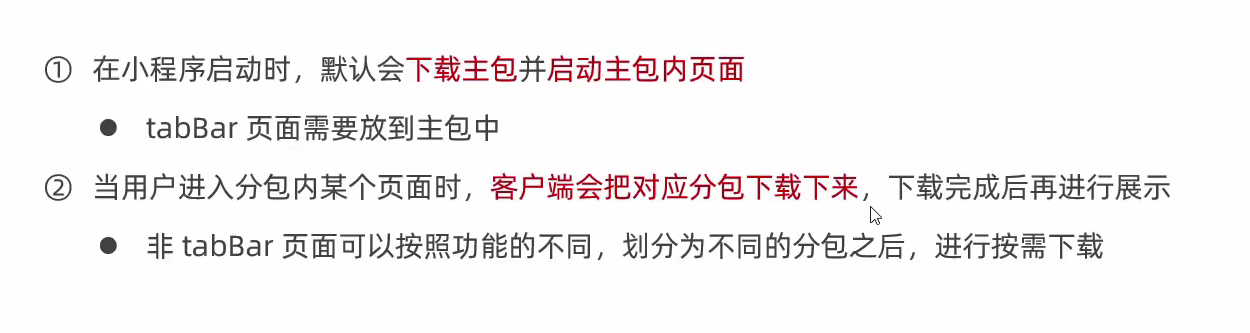 ① 在小程序启动时，默认会下载主包并启动主包内页面
● tabBar 页面需要放到主包中
② 当用户进入分包内某个页面时，客户端会把对应分包下载下来，下载完成后再进行展示
● 非 tabBar 页面可以按照功能的不同，划分为不同的分包之后，进行按需下载